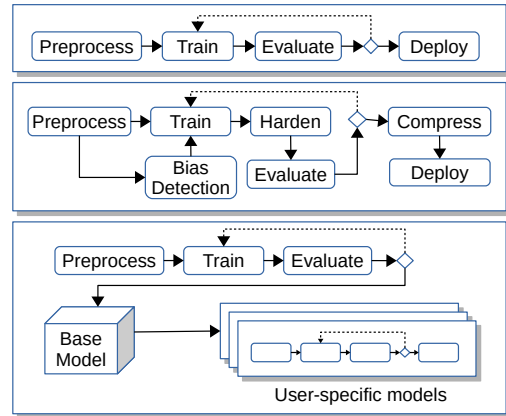 Preprocess Train Evaluate Deploy
Preprocess Train Harden Compress
Bias
Detection Evaluate Deploy
Preprocess Train Evaluate
Base
Model
User-specific models